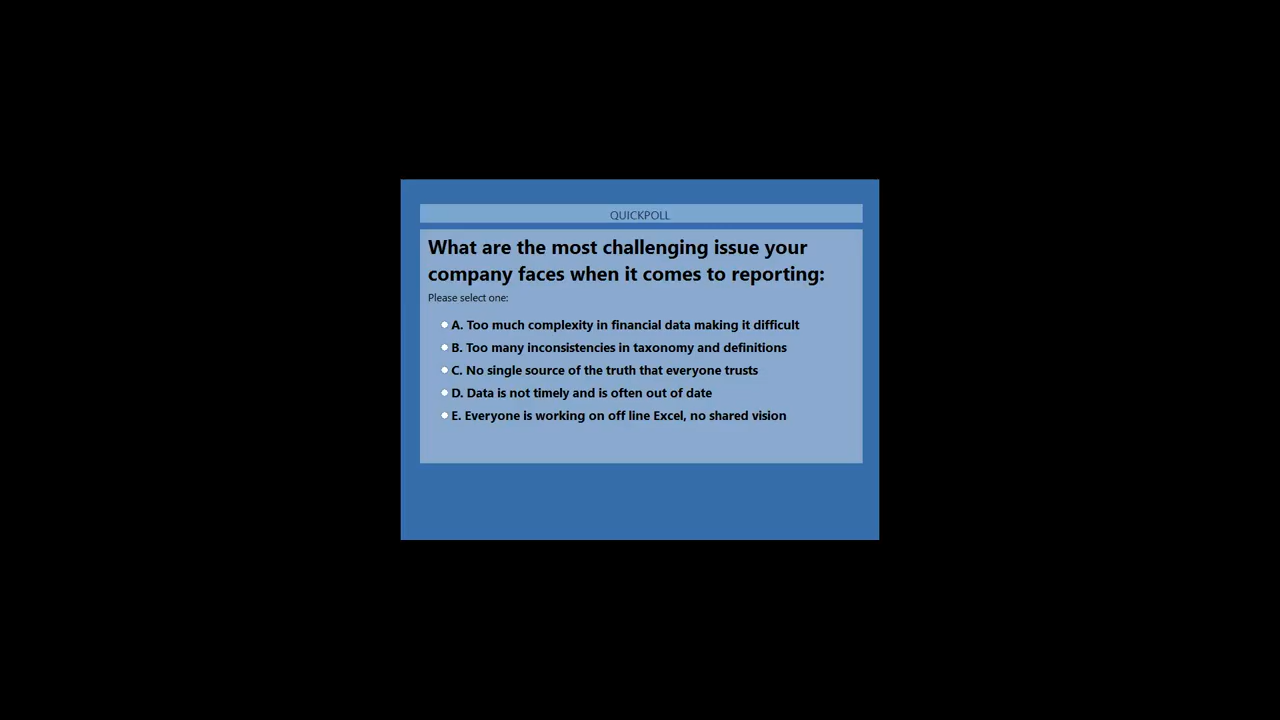 QUICKPOLL
What are the most challenging issue your
company faces when it comes to reporting:
Please select one:
A. Too much complexity in financial data making it difficult
B. Too many inconsistencies in taxonomy and definitions
C. No single source of the truth that everyone trusts
D. Data is not timely and is often out of date
E. Everyone is working on off line Excel, no shared vision